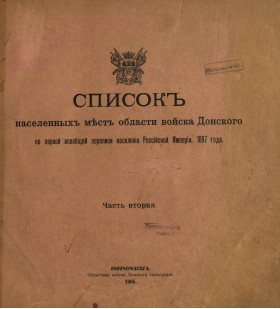 СПИСОКЪ
населенныхъ мѣстъ области войска Донского
по первой всеобщей переписи населенія Россійской Имперіи, 1897 года.
Часть вторая
НОВОЧЕРКАССКЪ.
Областная войска Донского типографія
1905.